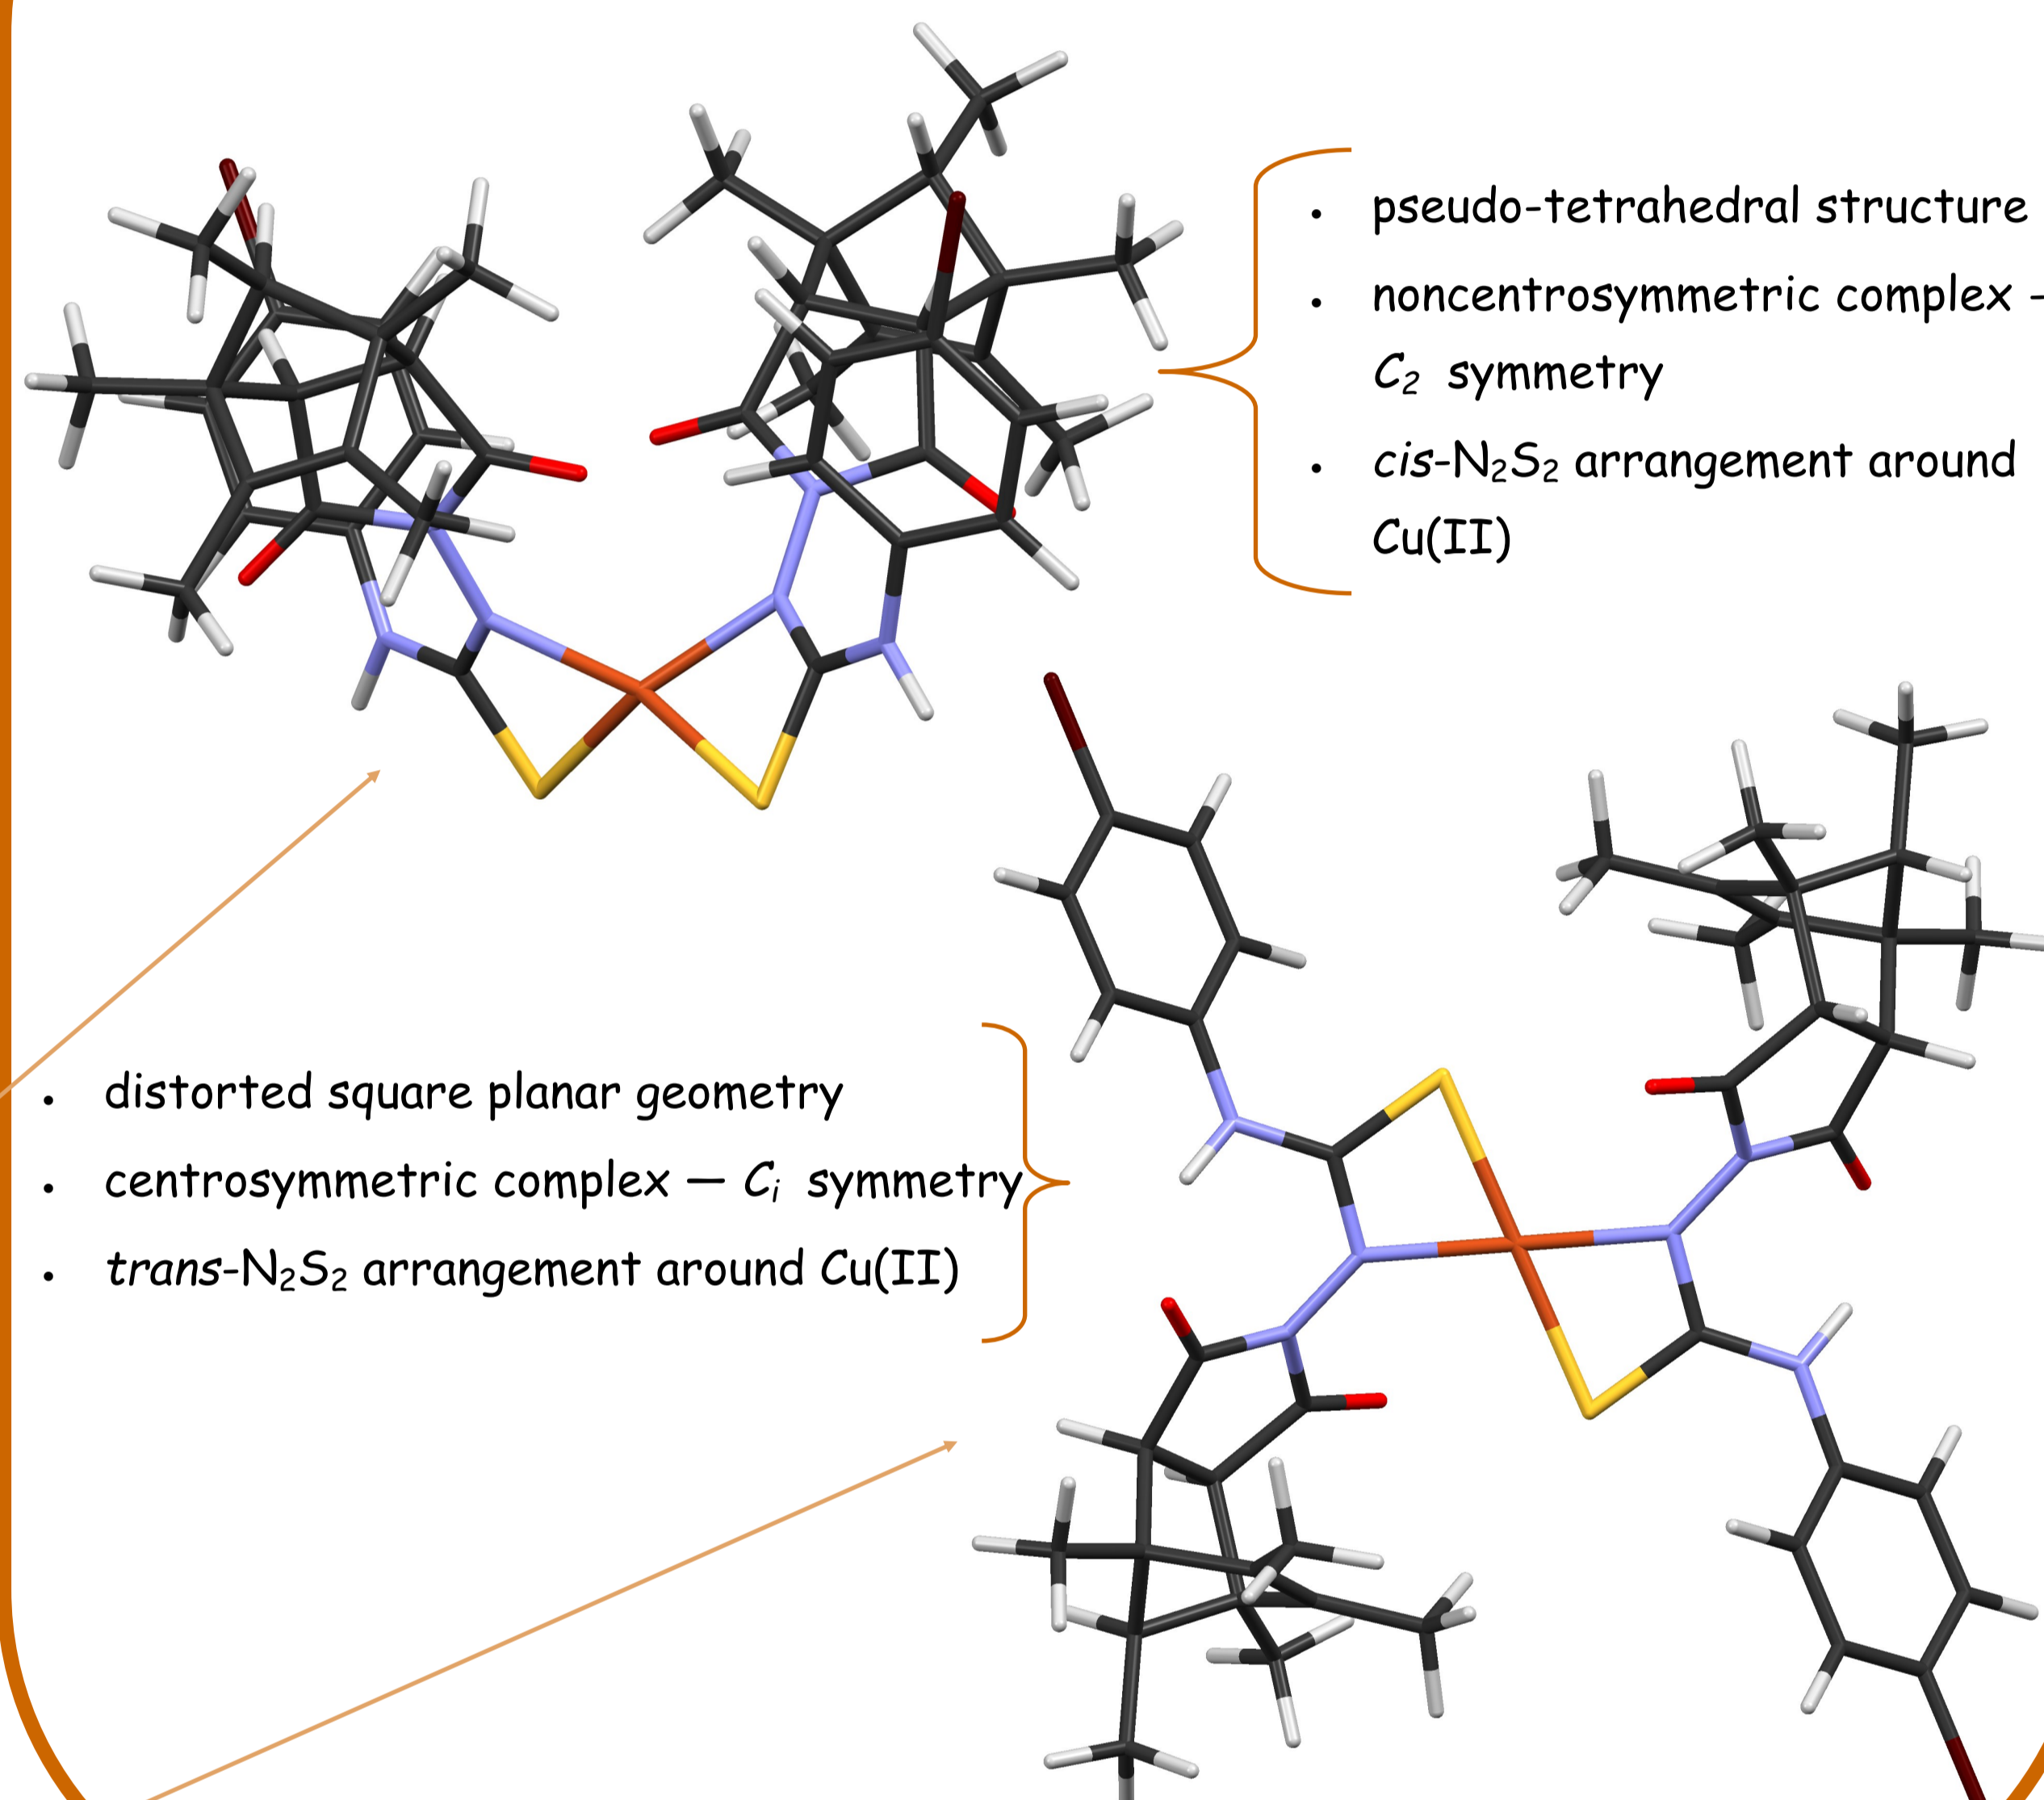 • pseudo-tetrahedral structure
• noncentrosymmetric complex –
C₂ symmetry
• cis-N₂S₂ arrangement around
Cu(II)
• distorted square planar geometry
• centrosymmetric complex — Cᵢ symmetry
• trans-N₂S₂ arrangement around Cu(II)